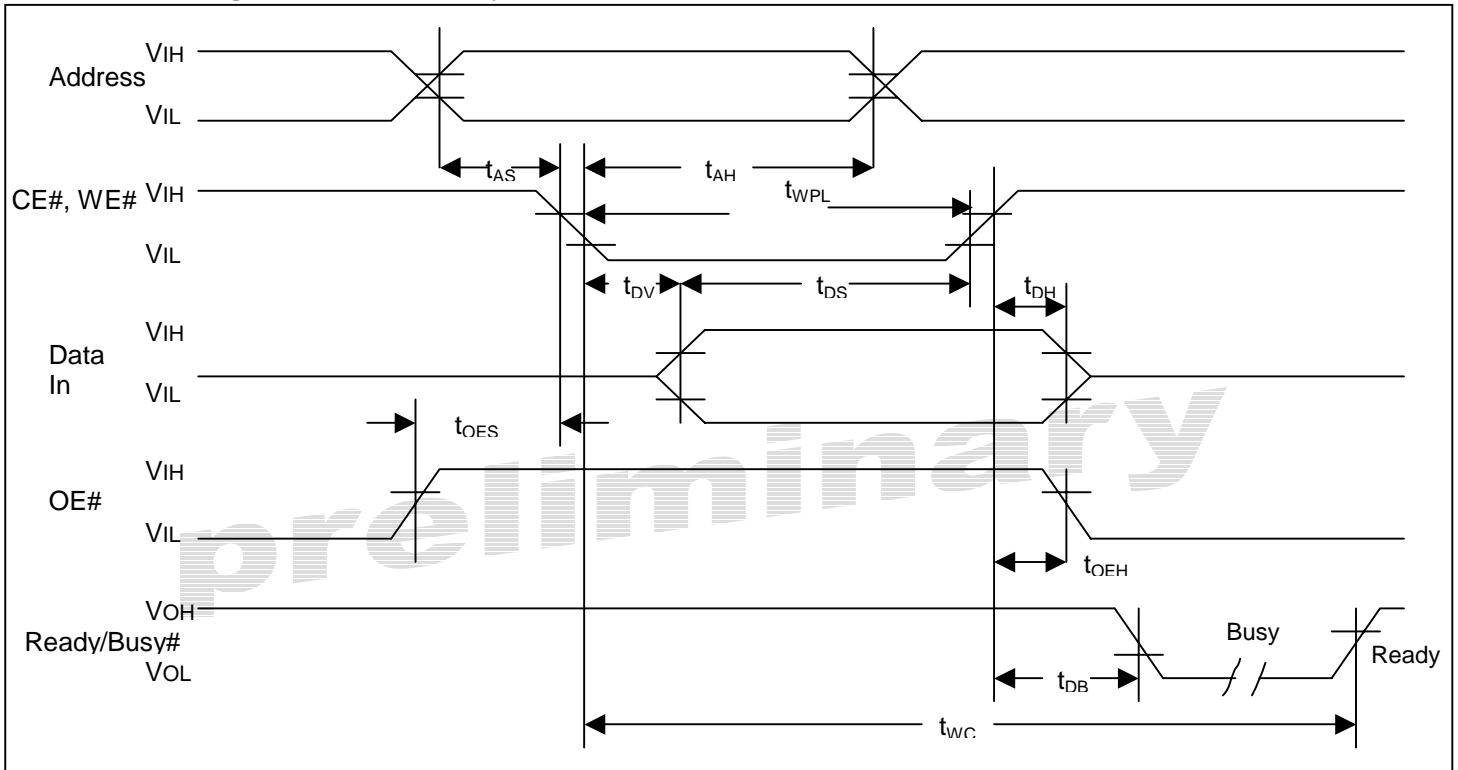 VIH
Address
VIL
tAS
tAH
CE#, WE#
VIH
tWPL
VIL
tDV
tDS
tDH
VIH
Data
In
VIL
tOES
VIH
OE#
VIL
tOEH
preliminary
VOH
Ready/Busy#
VOL
Busy
Ready
tDB
tWC